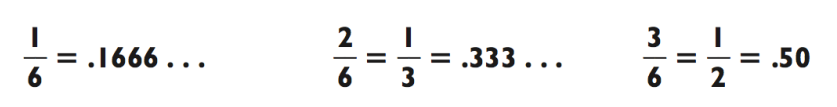 1/6 = .1666 . . .   2/6 = 1/3 = .333 . . .   3/6 = 1/2 = .50